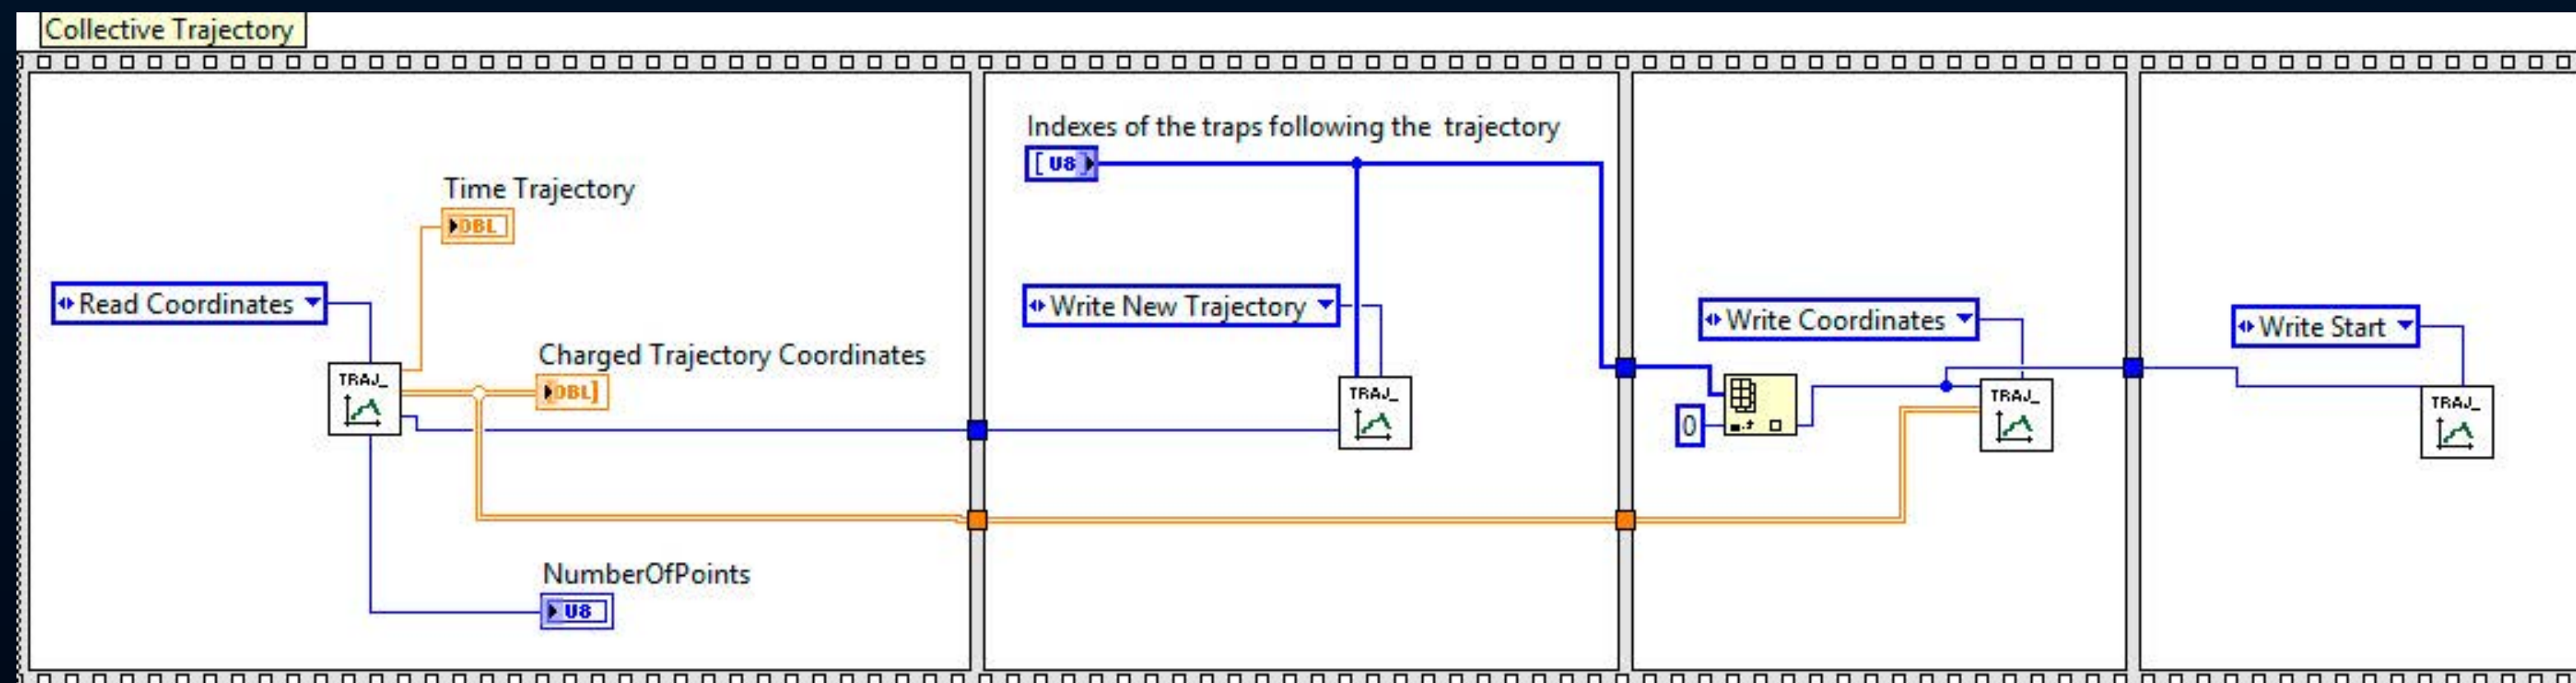 Collective Trajectory
Time Trajectory
DBL
Read Coordinates
TRAJ_
Charged Trajectory Coordinates
DBL]
NumberOfPoints
U8
Indexes of the traps following the trajectory
[U8]
Write New Trajectory
TRAJ_
Write Coordinates
0
TRAJ_
Write Start
TRAJ_